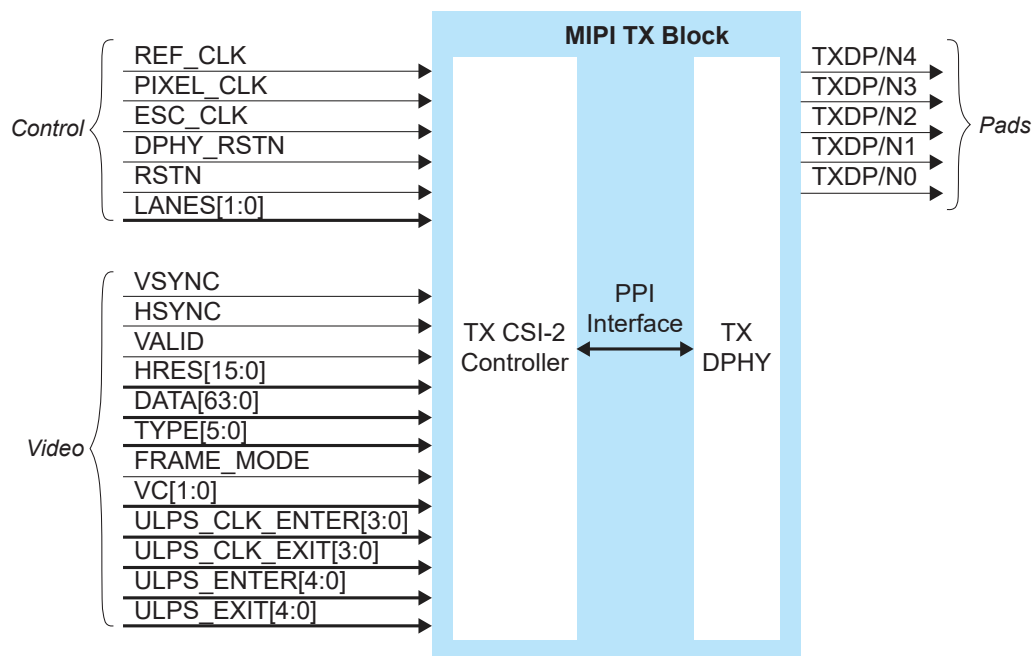 MIPI TX Block
Control
REF_CLK
PIXEL_CLK
ESC_CLK
DPHY_RSTN
RSTN
LANES[1:0]
Video
VSYNC
HSYNC
VALID
HRES[15:0]
DATA[63:0]
TYPE[5:0]
FRAME_MODE
VC[1:0]
ULPS_CLK_ENTER[3:0]
ULPS_CLK_EXIT[3:0]
ULPS_ENTER[4:0]
ULPS_EXIT[4:0]
TX CSI-2
Controller
PPI
Interface
TX
DPHY
TXDP/N4
TXDP/N3
TXDP/N2
TXDP/N1
TXDP/N0
Pads